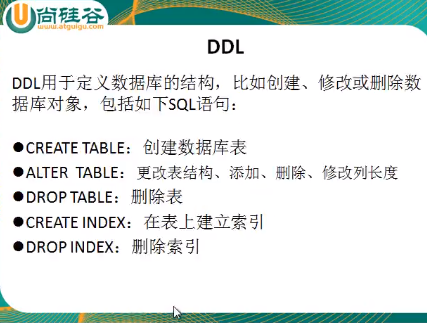 尚硅谷
www.atguigu.com
DDL
DDL用于定义数据库的结构，比如创建、修改或删除数
据库对象，包括如下SQL语句：
●CREATE TABLE：创建数据库表
●ALTER TABLE：更改表结构、添加、删除、修改列长度
●DROP TABLE：删除表
●CREATE INDEX：在表上建立索引
●DROP INDEX：删除索引